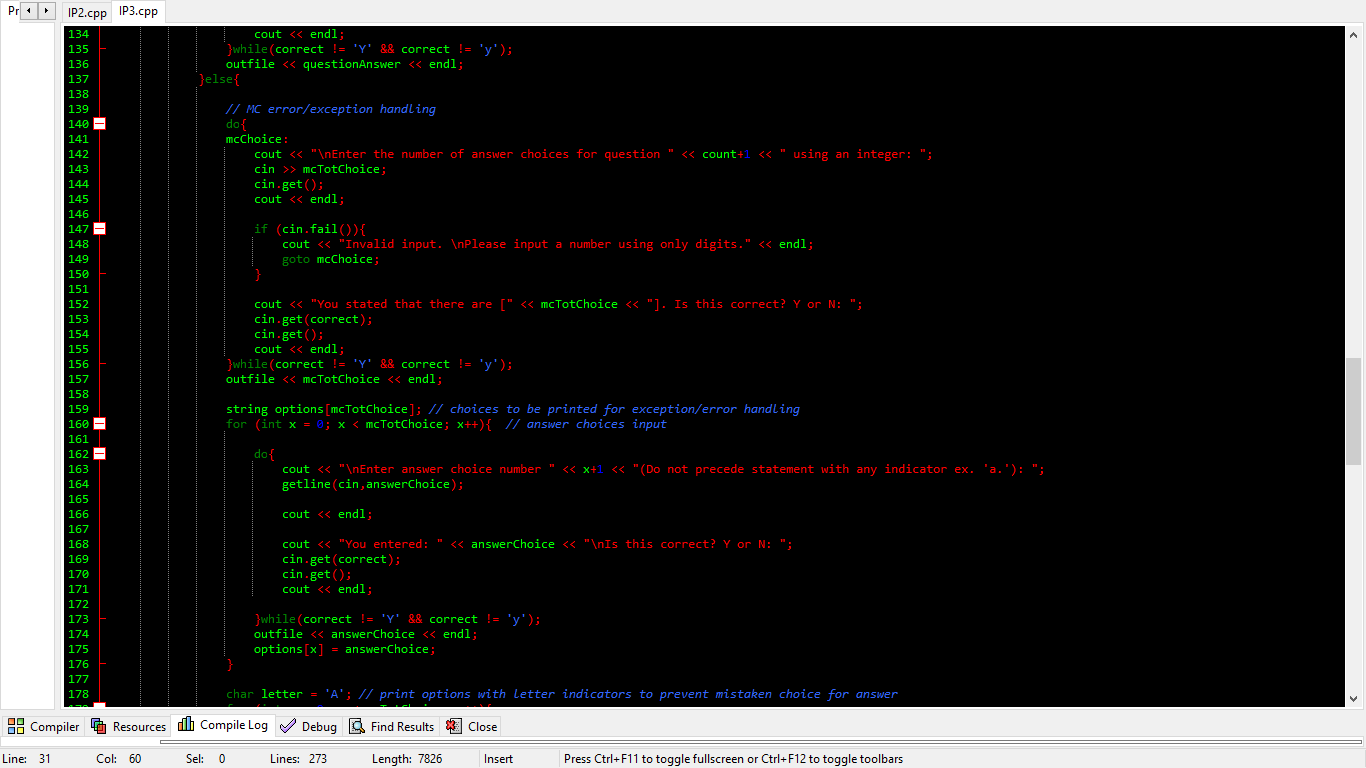 Pr IP2.cpp IP3.cpp
134 cout << endl;
135 }while(correct != 'Y' && correct != 'y');
136 outfile << questionAnswer << endl;
137 }else{
138
139 // MC error/exception handling
140 do{
141 mcChoice:
142 cout << "\nEnter the number of answer choices for question " << count+1 << " using an integer: ";
143 cin >> mcTotChoice;
144 cin.get();
145 cout << endl;
146
147 if (cin.fail()){
148 cout << "Invalid input. \nPlease input a number using only digits." << endl;
149 goto mcChoice;
150 }
151
152 cout << "You stated that there are [" << mcTotChoice << "]. Is this correct? Y or N: ";
153 cin.get(correct);
154 cin.get();
155 cout << endl;
156 }while(correct != 'Y' && correct != 'y');
157 outfile << mcTotChoice << endl;
158
159 string options[mcTotChoice]; // choices to be printed for exception/error handling
160 for (int x = 0; x < mcTotChoice; x++){ // answer choices input
161
162 do{
163 cout << "\nEnter answer choice number " << x+1 << "(Do not precede statement with any indicator ex. 'a.'): ";
164 getline(cin,answerChoice);
165
166 cout << endl;
167
168 cout << "You entered: " << answerChoice << "\nIs this correct? Y or N: ";
169 cin.get(correct);
170 cin.get();
171 cout << endl;
172
173 }while(correct != 'Y' && correct != 'y');
174 outfile << answerChoice << endl;
175 options[x] = answerChoice;
176 }
177
178 char letter = 'A'; // print options with letter indicators to prevent mistaken choice for answer
Compiler Resources Compile Log Debug Find Results Close
Line: 31 Col: 60 Sel: 0 Lines: 273 Length: 7826 Insert Press Ctrl+F11 to toggle fullscreen or Ctrl+F12 to toggle toolbars